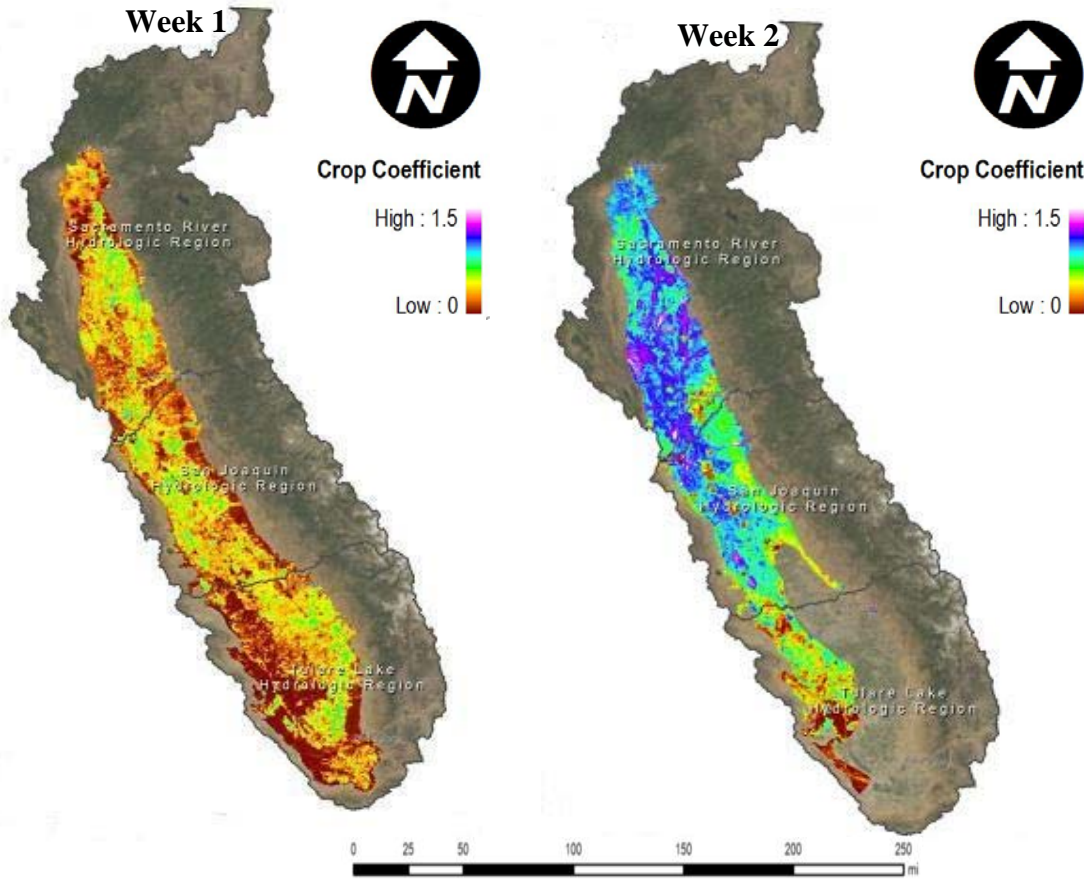 Week 1
N
Crop Coefficient
High : 1.5
Low : 0
Sacramento River
Hydrologic Region
San Joaquin
Hydrologic Region
Tulare Lake
Hydrologic Region
Week 2
N
Crop Coefficient
High : 1.5
Low : 0
Sacramento River
Hydrologic Region
San Joaquin
Hydrologic Region
Tulare Lake
Hydrologic Region
0 25 50 100 150 200 250
mi